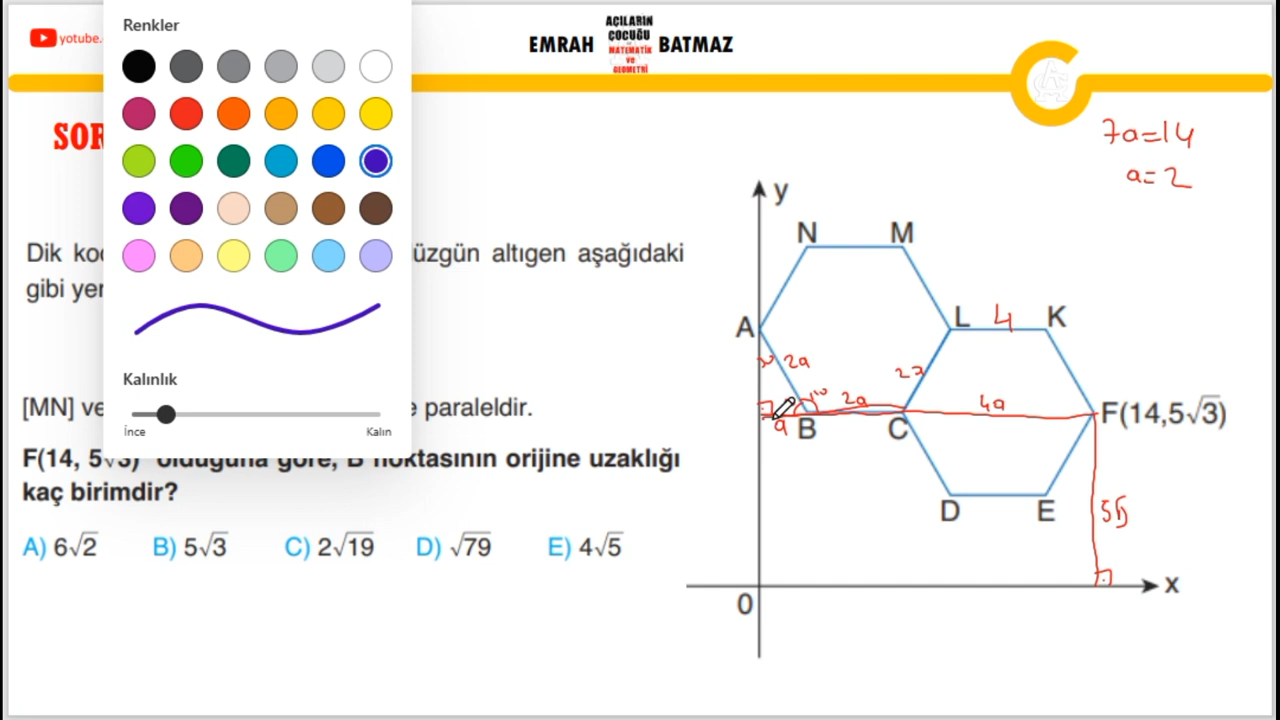 Renkler
yotube.
EMRAH
AÇILARIN
ÇOCUĞU
MATEMATİK
ve
GEOMETRİ
BATMAZ
SOR
7a=14
a=2
Dik koo üzgün altıgen aşağıdaki
gibi yer
Kalınlık
İnce
Kalın
[MN] ve e paraleldir.
F(14, 5√3) olduğuna göre, B noktasının orijine uzaklığı
kaç birimdir?
A) 6√2 B) 5√3 C) 2√19 D) √79 E) 4√5
y
N M
A L 4 K
2a
2a 4a F(14,5√3)
a B C
D E 5√3
0 x